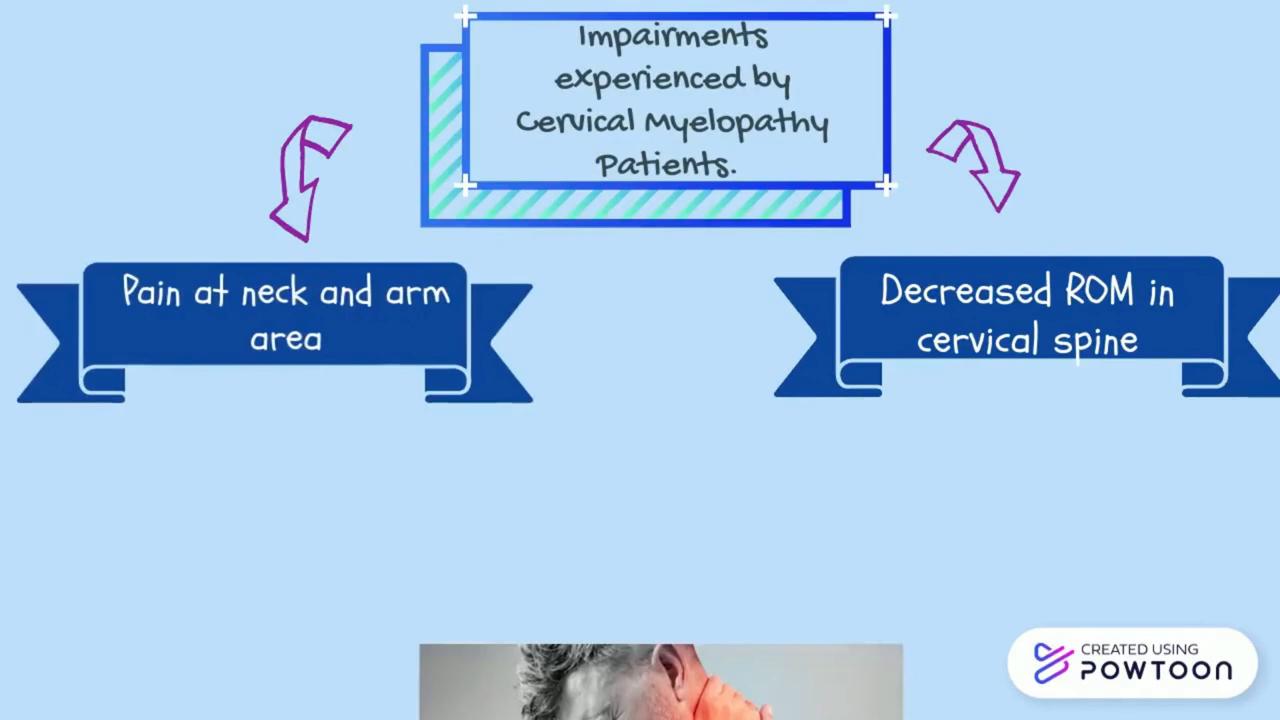 Impairments
experienced by
Cervical Myelopathy
Patients.
Pain at neck and arm
area
Decreased ROM in
cervical spine
CREATED USING
POWTOON